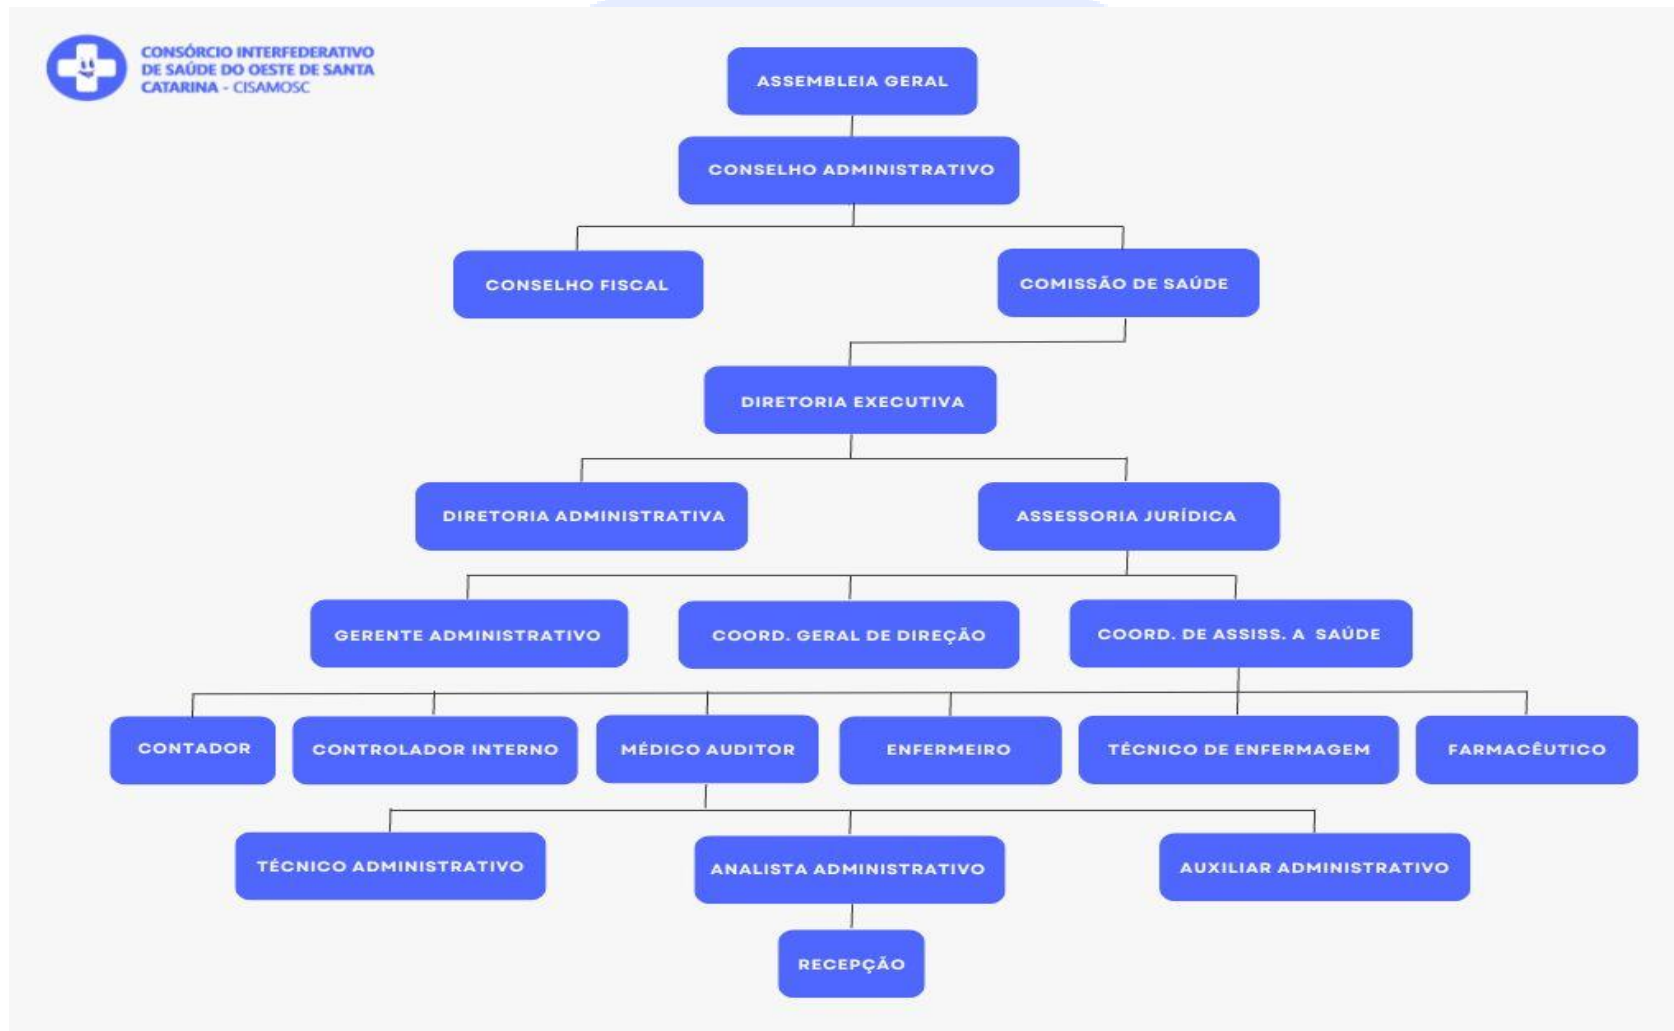 CONSÓRCIO INTERFEDERATIVO
DE SAÚDE DO OESTE DE SANTA
CATARINA - CISAMOSC
ASSEMBLEIA GERAL
CONSELHO ADMINISTRATIVO
CONSELHO FISCAL
COMISSÃO DE SAÚDE
DIRETORIA EXECUTIVA
DIRETORIA ADMINISTRATIVA
ASSESSORIA JURÍDICA
GERENTE ADMINISTRATIVO
COORD. GERAL DE DIREÇÃO
COORD. DE ASSISS. A SAÚDE
CONTADOR
CONTROLADOR INTERNO
MÉDICO AUDITOR
ENFERMEIRO
TÉCNICO DE ENFERMAGEM
FARMACÊUTICO
TÉCNICO ADMINISTRATIVO
ANALISTA ADMINISTRATIVO
AUXILIAR ADMINISTRATIVO
RECEPÇÃO